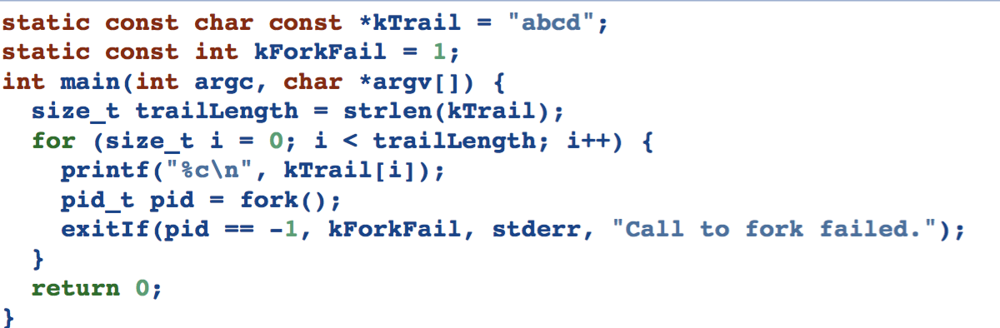 static const char const *kTrail = "abcd";
static const int kForkFail = 1;
int main(int argc, char *argv[]) {
  size_t trailLength = strlen(kTrail);
  for (size_t i = 0; i < trailLength; i++) {
    printf("%c\n", kTrail[i]);
    pid_t pid = fork();
    exitIf(pid == -1, kForkFail, stderr, "Call to fork failed.");
  }
  return 0;
}